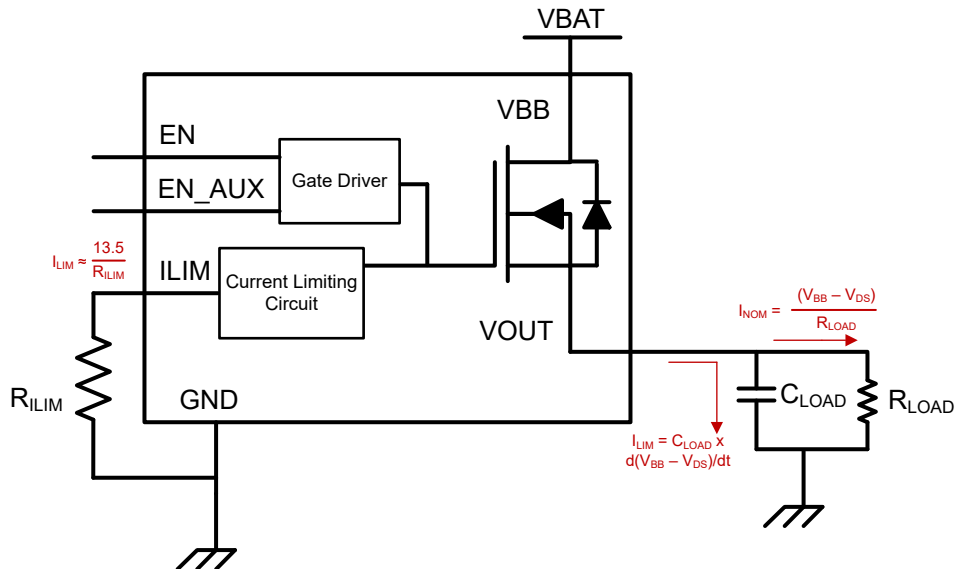 VBAT
VBB
EN
Gate Driver
EN_AUX
I_LIM ≈ 13.5
R_ILIM
ILIM
Current Limiting
Circuit
VOUT
I_NOM = (V_BB – V_DS)
R_LOAD
R_ILIM
GND
C_LOAD
R_LOAD
I_LIM = C_LOAD x
d(V_BB – V_DS)/dt